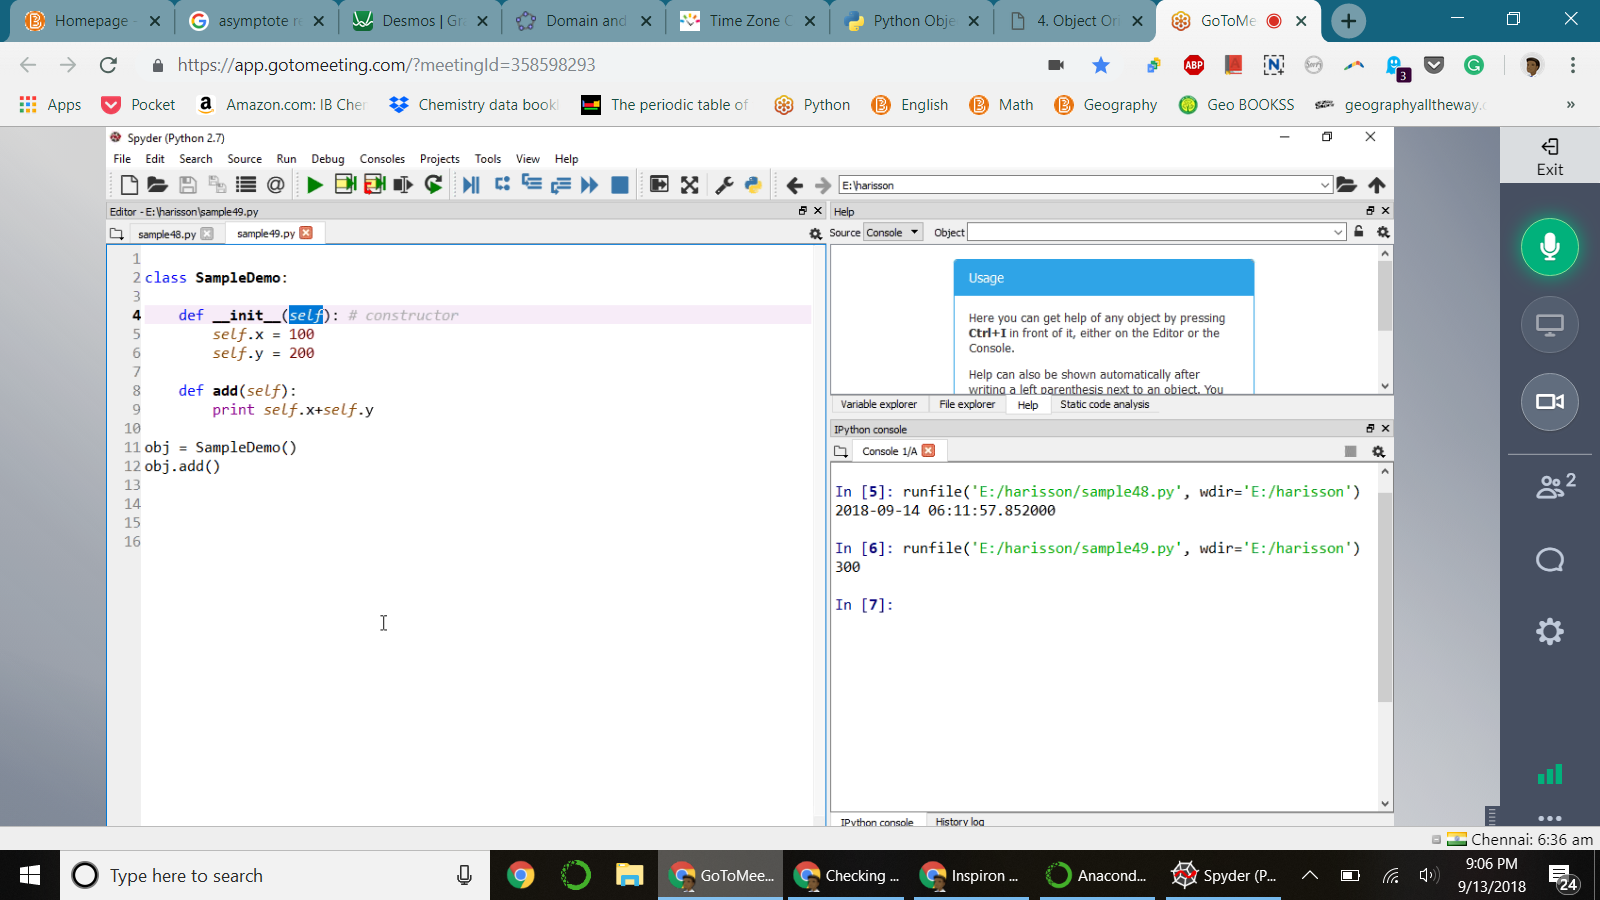 Homepage
asymptote re
Desmos | Gra
Domain and
Time Zone C
Python Obje
4. Object Ori
GoToMe
https://app.gotomeeting.com/?meetingId=358598293
ABP
3
Apps
Pocket
Amazon.com: IB Cher
Chemistry data book
The periodic table of
Python
English
Math
Geography
Geo BOOKSS
geographyalltheway.c
»
Spyder (Python 2.7)
File Edit Search Source Run Debug Consoles Projects Tools View Help
E:\harisson
Editor - E:\harisson\sample49.py
sample48.py
sample49.py
1
2 class SampleDemo:
3
4 def __init__(self): # constructor
5 self.x = 100
6 self.y = 200
7
8 def add(self):
9 print self.x+self.y
10
11 obj = SampleDemo()
12 obj.add()
13
14
15
16
Help
Source Console Object
Usage
Here you can get help of any object by pressing
Ctrl+I in front of it, either on the Editor or the
Console.
Help can also be shown automatically after
writing a left parenthesis next to an object. You
Variable explorer File explorer Help Static code analysis
IPython console
Console 1/A
In [5]: runfile('E:/harisson/sample48.py', wdir='E:/harisson')
2018-09-14 06:11:57.852000
In [6]: runfile('E:/harisson/sample49.py', wdir='E:/harisson')
300
In [7]:
IPython console History log
Exit
2
Chennai: 6:36 am
Type here to search
GoToMee...
Checking ...
Inspiron ...
Anacond...
Spyder (P...
9:06 PM
9/13/2018
24